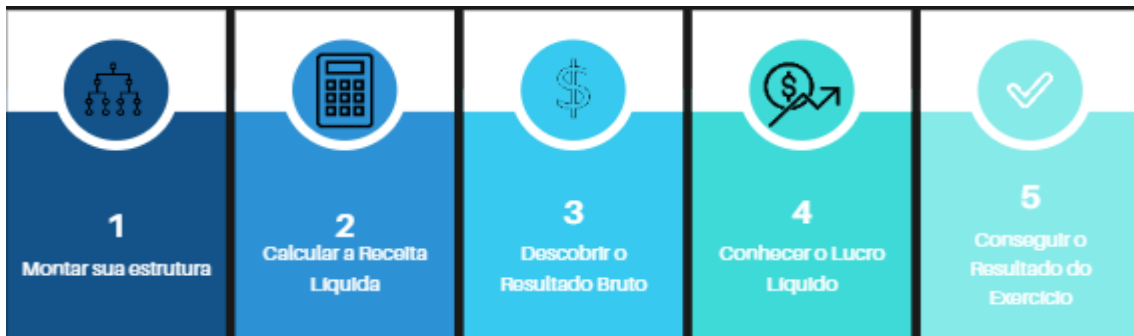 1
Montar sua estrutura
2
Calcular a Receita
Líquida
3
Descobrir o
Resultado Bruto
4
Conhecer o Lucro
Líquido
5
Conseguir o
Resultado do
Exercício